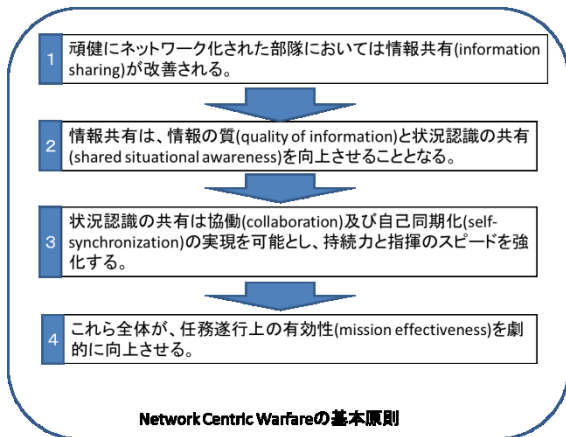 1
頑健にネットワーク化された部隊においては情報共有(information
sharing)が改善される。
2
情報共有は、情報の質(quality of information)と状況認識の共有
(shared situational awareness)を向上させることとなる。
3
状況認識の共有は協働(collaboration)及び自己同期化(self-
synchronization)の実現を可能とし、持続力と指揮のスピードを強
化する。
4
これら全体が、任務遂行上の有効性(mission effectiveness)を劇
的に向上させる。
Network Centric Warfareの基本原則